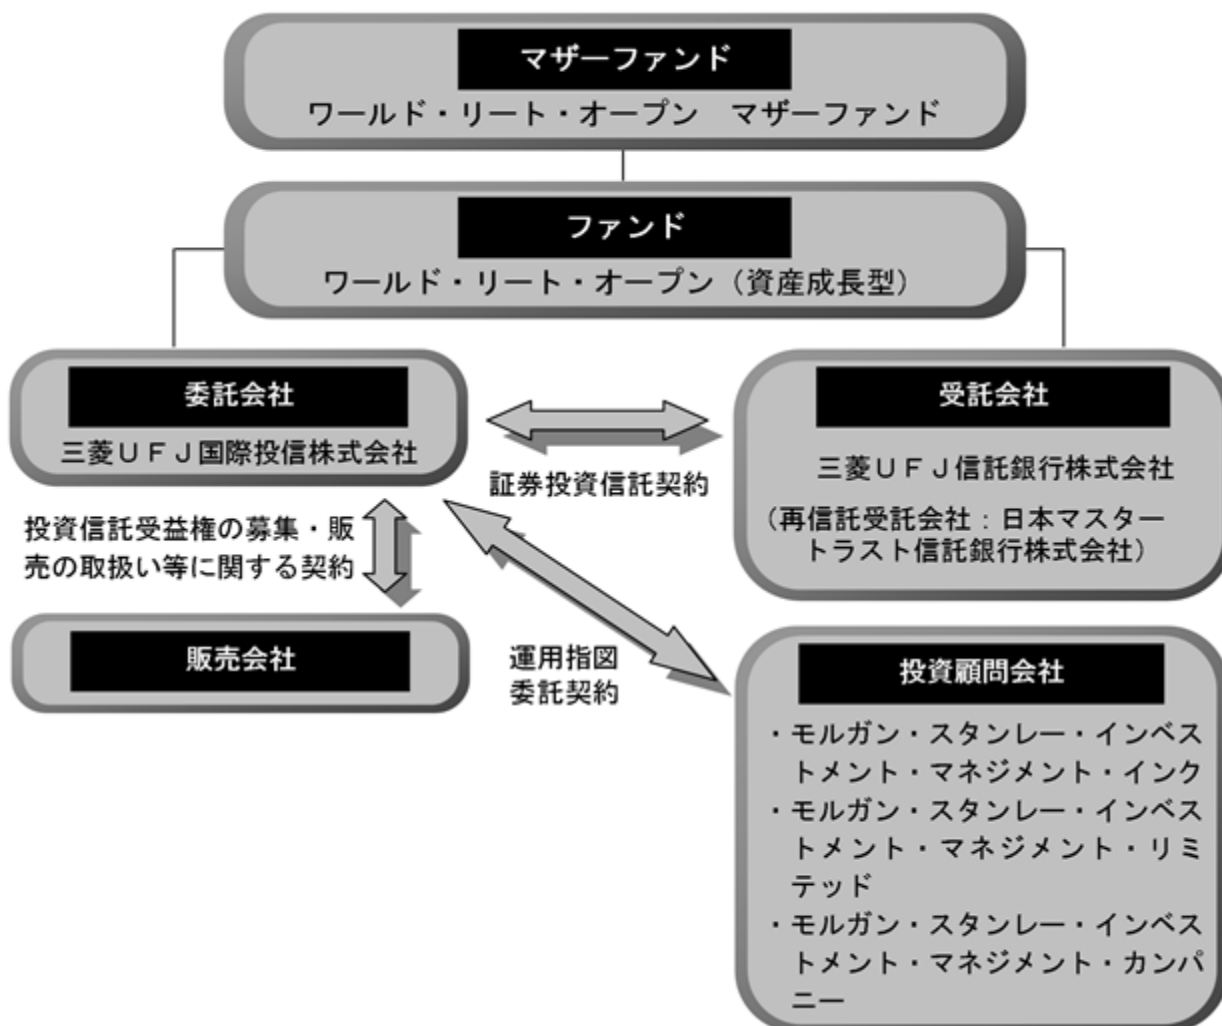 マザーファンド
ワールド・リート・オープン　マザーファンド
ファンド
ワールド・リート・オープン（資産成長型）
委託会社
三菱ＵＦＪ国際投信株式会社
証券投資信託契約
受託会社
三菱ＵＦＪ信託銀行株式会社
（再信託受託会社：日本マスター
トラスト信託銀行株式会社）
投資信託受益権の募集・販
売の取扱い等に関する契約
販売会社
運用指図
委託契約
投資顧問会社
・モルガン・スタンレー・インベス
トメント・マネジメント・インク
・モルガン・スタンレー・インベス
トメント・マネジメント・リミ
テッド
・モルガン・スタンレー・インベス
トメント・マネジメント・カンパ
ニー